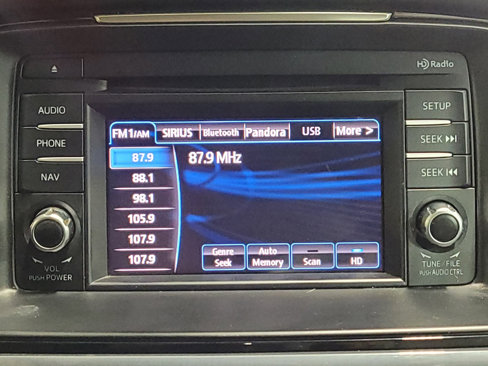 HD Radio
AUDIO
PHONE
NAV
VOL
PUSH POWER
FM1/AM SIRIUS Bluetooth Pandora USB More >
87.9
88.1
98.1
105.9
107.9
107.9
87.9 MHz
Genre Seek
Auto Memory
Scan
HD
SETUP
SEEK
SEEK
TUNE/FILE
PUSH AUDIO CTRL